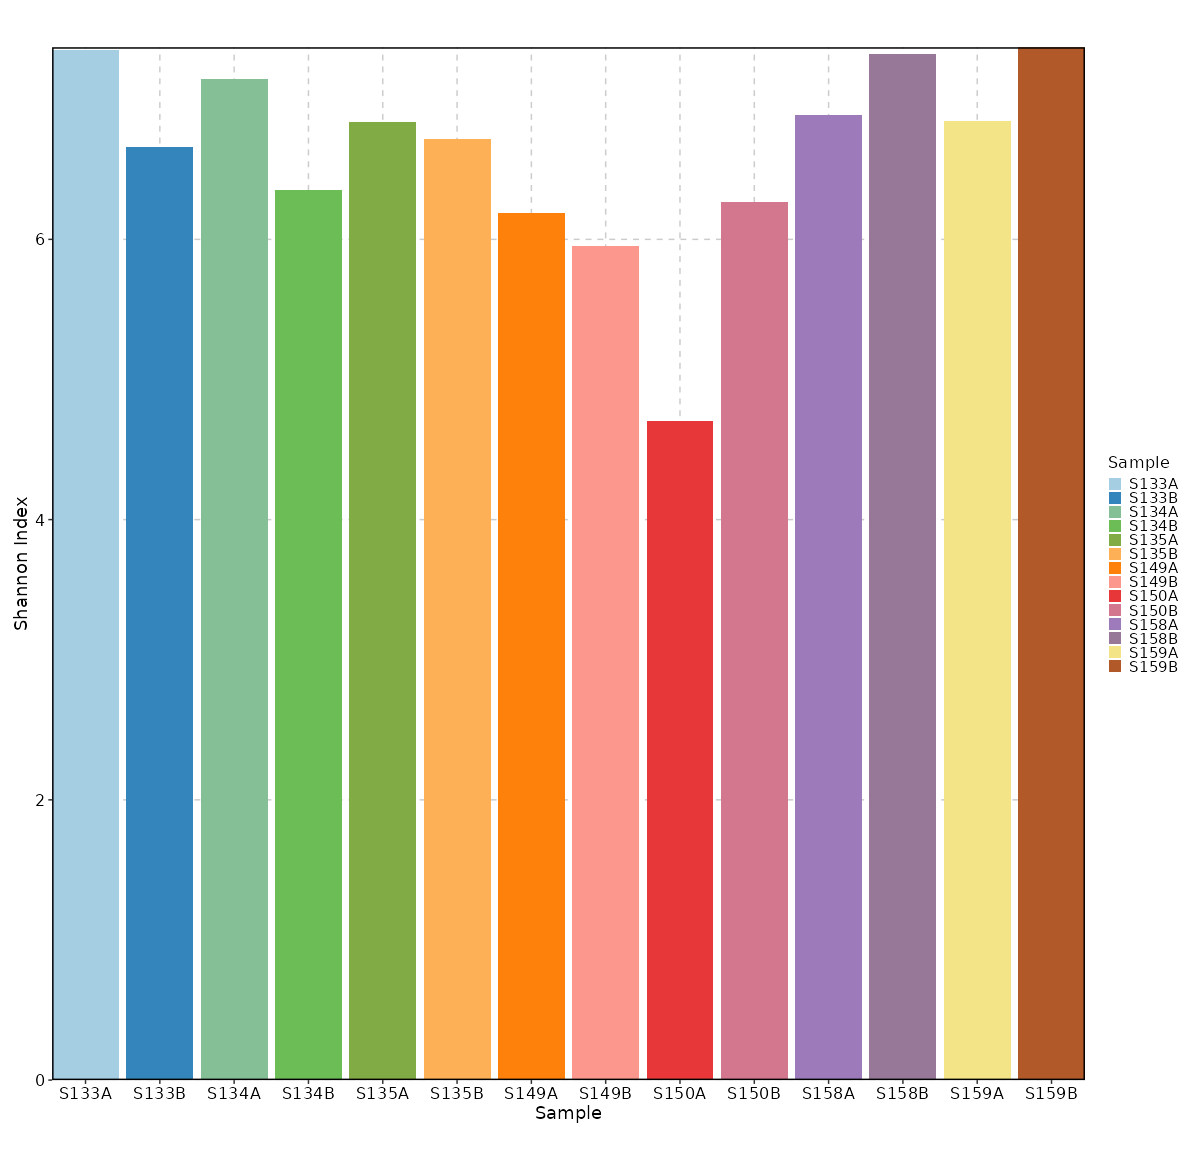 Shannon Index
6
4
2
0
S133A S133B S134A S134B S135A S135B S149A S149B S150A S150B S158A S158B S159A S159B
Sample
Sample
S133A
S133B
S134A
S134B
S135A
S135B
S149A
S149B
S150A
S150B
S158A
S158B
S159A
S159B